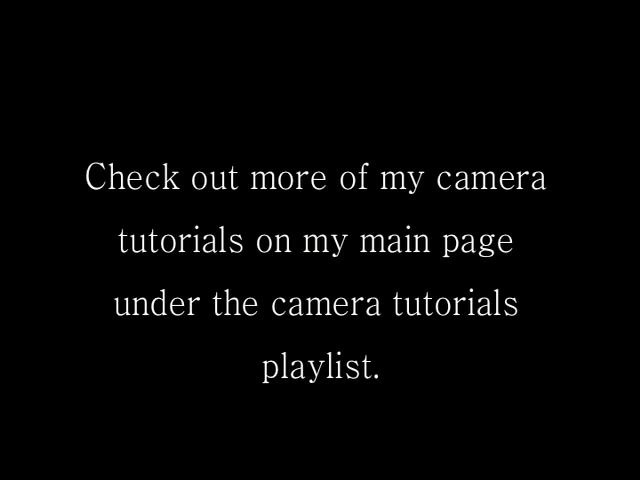 Check out more of my camera
tutorials on my main page
under the camera tutorials
playlist.